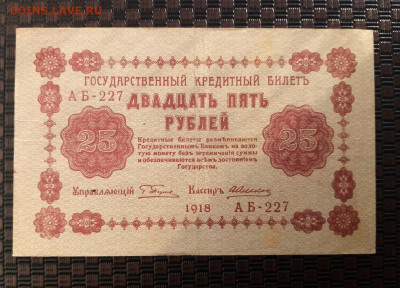 COINS.LAVE.RU
ГОСУДАРСТВЕННЫЙ КРЕДИТНЫЙ БИЛЕТЪ
АБ-227
ДВАДЦАТЬ ПЯТЬ
РУБЛЕЙ
25 25
Кредитные билеты размѣниваются
Государственнымъ Банкомъ на золо-
тую монету безъ ограниченія суммы
и обезпечиваются всѣмъ достояніемъ
Государства.
Управляющій Кассиръ
1918 АБ-227